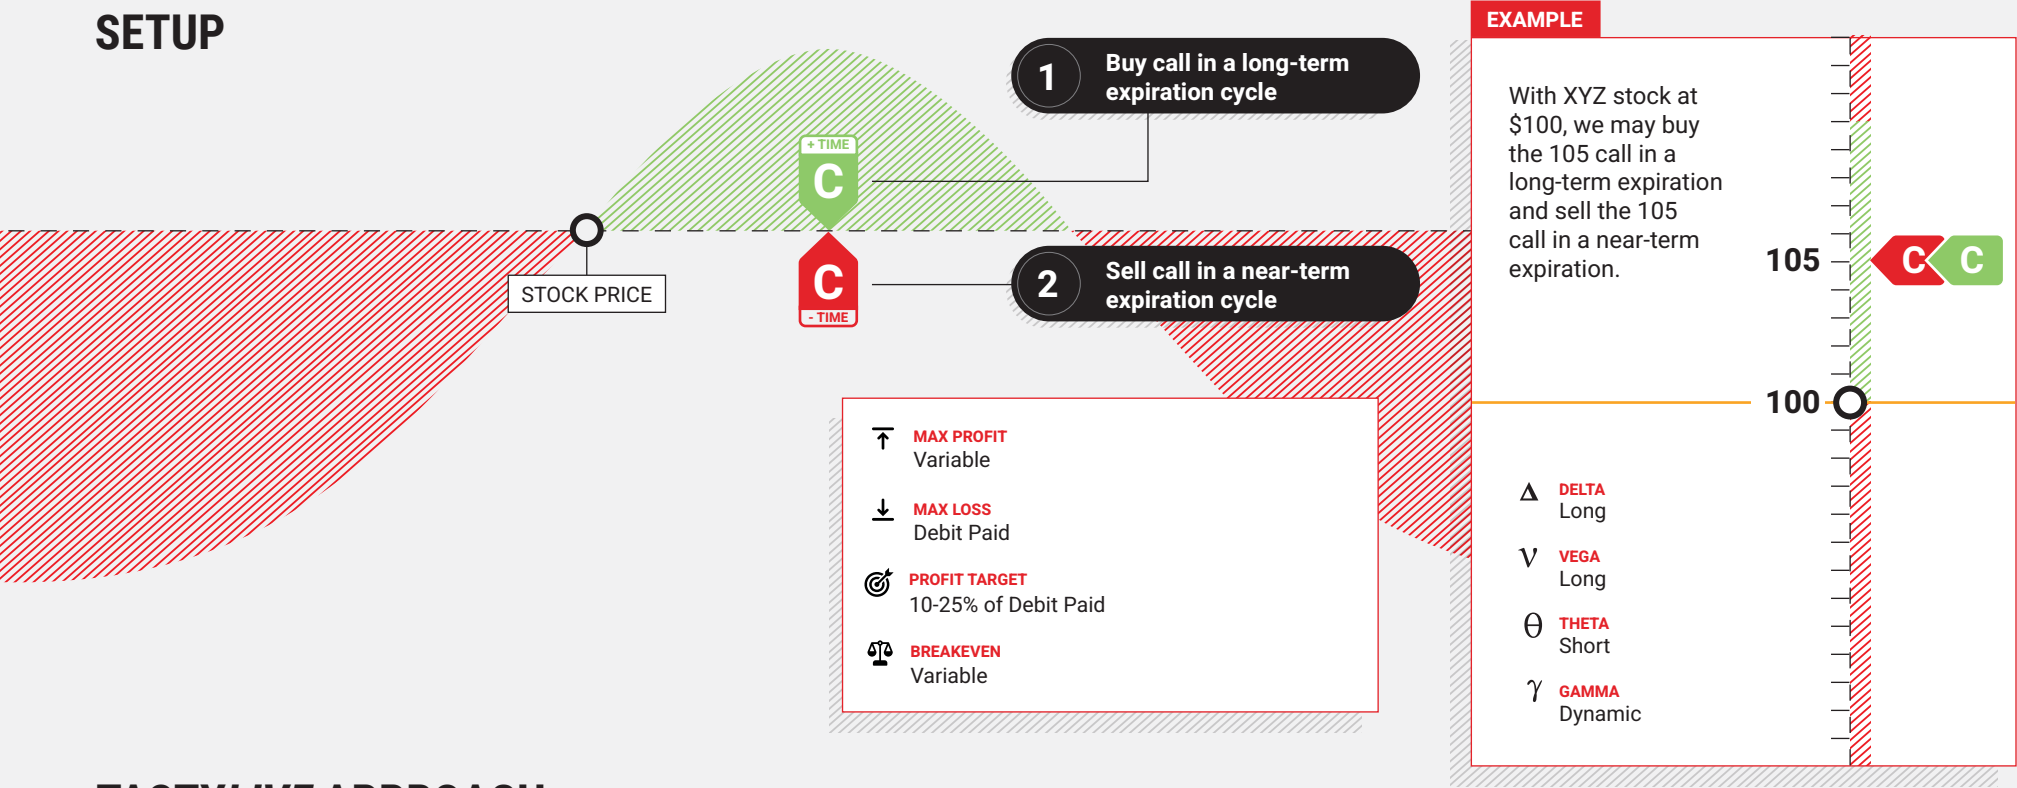 SETUP
1
Buy call in a long-term
expiration cycle
+ TIME
C
STOCK PRICE
C
- TIME
2
Sell call in a near-term
expiration cycle
MAX PROFIT
Variable
MAX LOSS
Debit Paid
PROFIT TARGET
10-25% of Debit Paid
BREAKEVEN
Variable
EXAMPLE
With XYZ stock at
$100, we may buy
the 105 call in a
long-term expiration
and sell the 105
call in a near-term
expiration.
105
C C
100
Δ DELTA
Long
ν VEGA
Long
θ THETA
Short
γ GAMMA
Dynamic
TASTYLIVE APPROACH